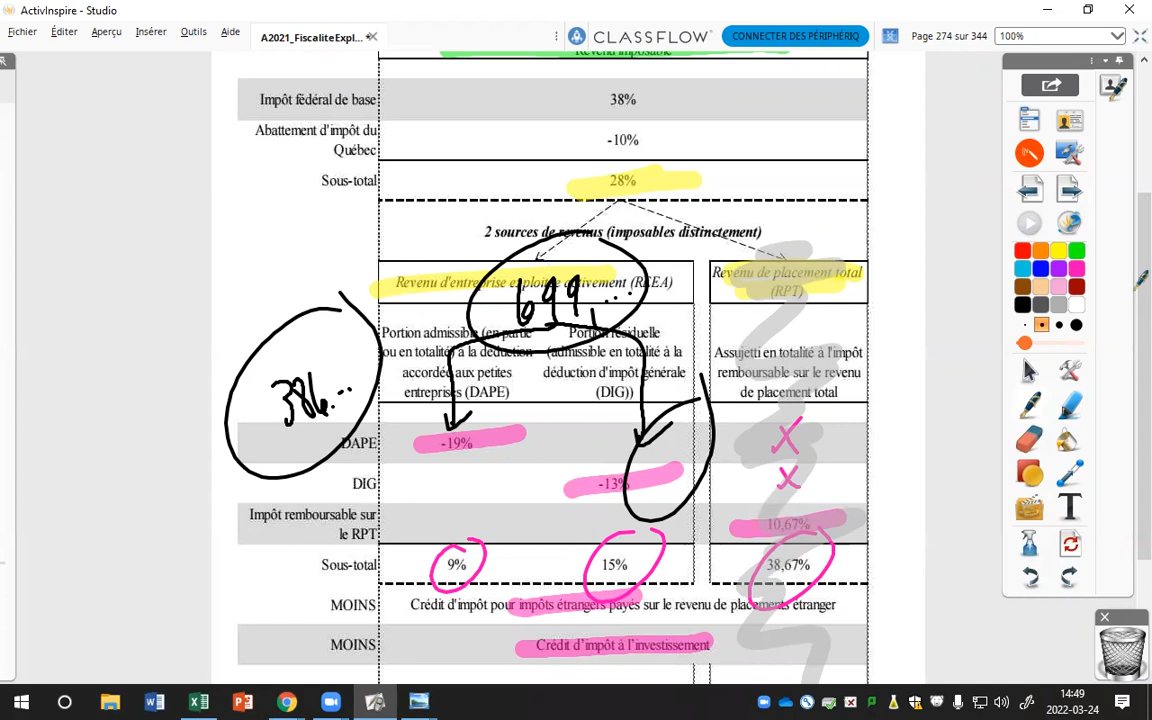 ActivInspire - Studio
Fichier Éditer Aperçu Insérer Outils Aide A2021_FiscaliteExpl... CLASSFLOW CONNECTER DES PÉRIPHÉRIQ Page 274 sur 344 100%
Revenu imposable
Impôt fédéral de base 38%
Abattement d'impôt du
Québec -10%
Sous-total 28%
2 sources de revenus (imposables distinctement)
Revenu d'entreprise exploitée activement (REEA)
Revenu de placement total
(RPT)
699...
386...
Portion admissible (en partie
ou en totalité) à la déduction
accordée aux petites
entreprises (DAPE)
Portion résiduelle
(admissible en totalité à la
déduction d'impôt générale
(DIG))
Assujetti en totalité à l'impôt
remboursable sur le revenu
de placement total
DAPE -19% X
DIG -13% X
Impôt remboursable sur
le RPT 10,67%
Sous-total 9% 15% 38,67%
MOINS Crédit d'impôt pour impôts étrangers payés sur le revenu de placements étranger
MOINS Crédit d'impôt à l'investissement
14:49
2022-03-24